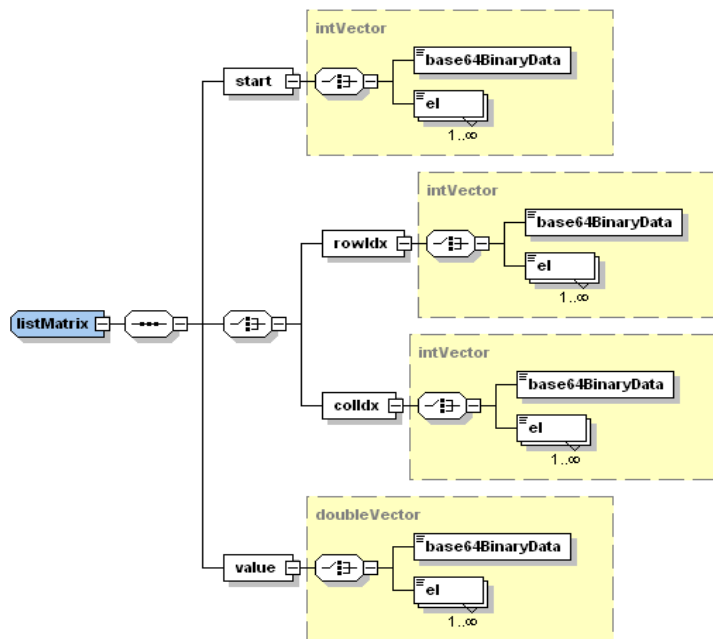 intVector
base64BinaryData
start
el
1..∞
intVector
base64BinaryData
rowIdx
el
1..∞
listMatrix
intVector
base64BinaryData
colIdx
el
1..∞
doubleVector
base64BinaryData
value
el
1..∞